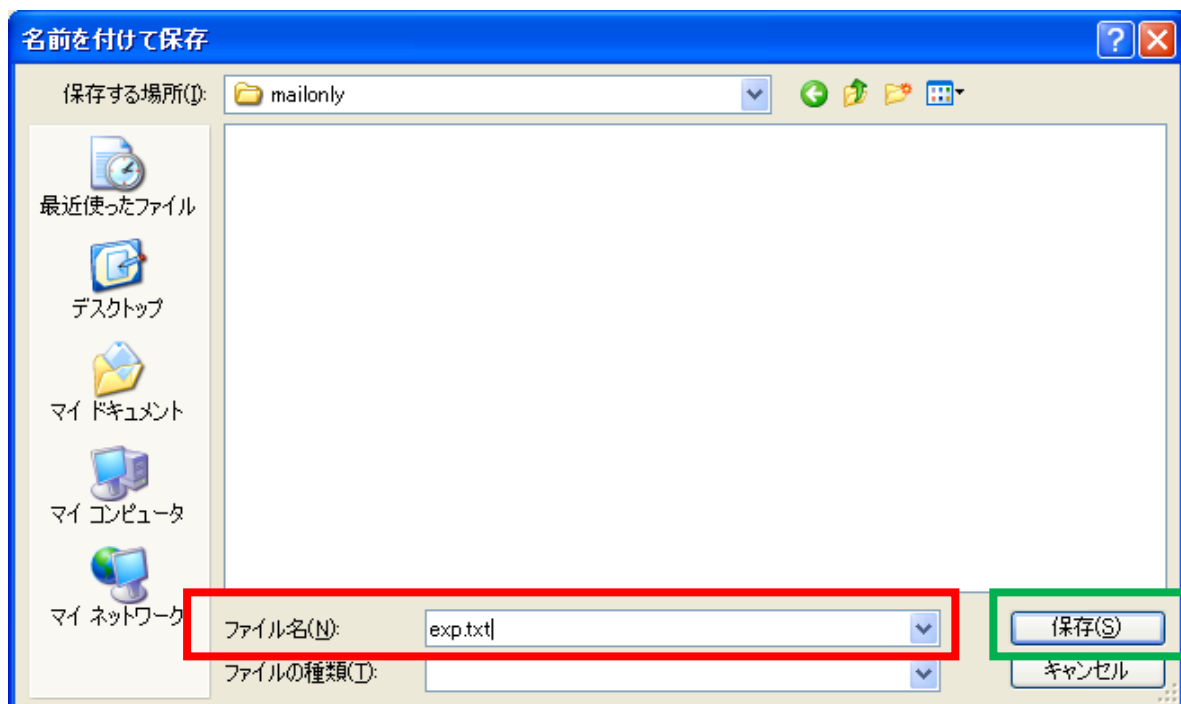 名前を付けて保存
保存する場所(I):
mailonly
最近使ったファイル
デスクトップ
マイ ドキュメント
マイ コンピュータ
マイ ネットワーク
ファイル名(N):
exp.txt
保存(S)
ファイルの種類(T):
キャンセル